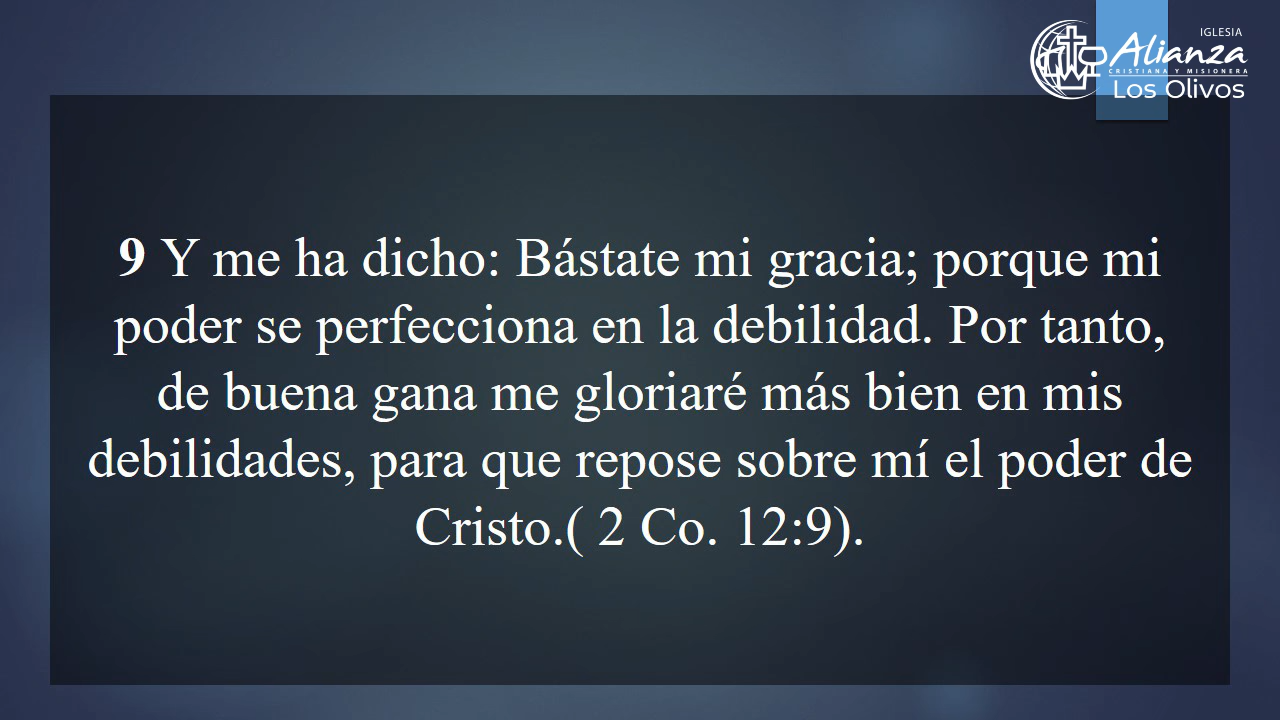 IGLESIA
Alianza
CRISTIANA Y MISIONERA
Los Olivos
9 Y me ha dicho: Bástate mi gracia; porque mi
poder se perfecciona en la debilidad. Por tanto,
de buena gana me gloriaré más bien en mis
debilidades, para que repose sobre mí el poder de
Cristo.( 2 Co. 12:9).